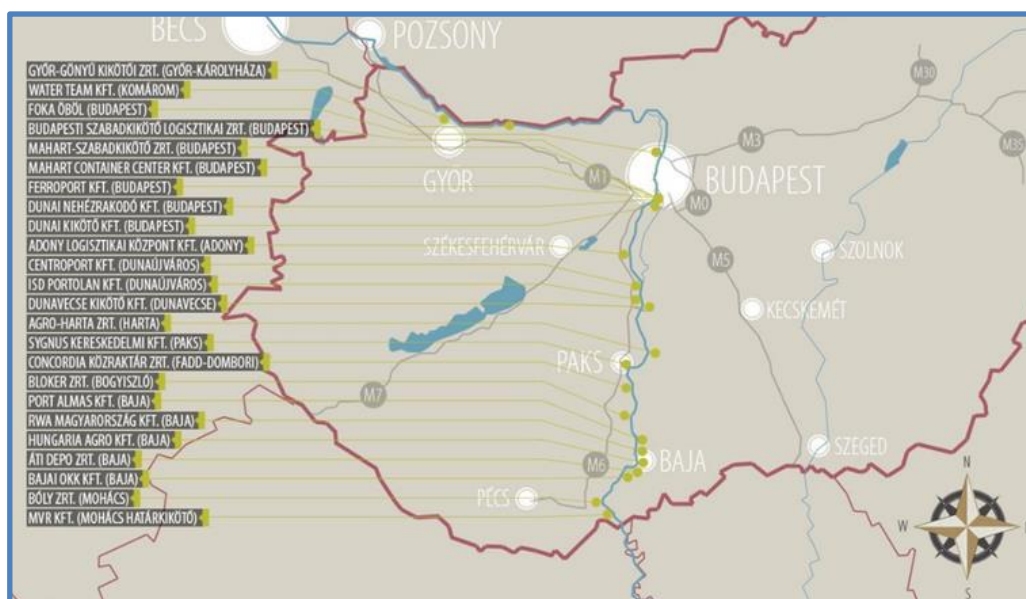 BÉCS
POZSONY
GYŐR-GÖNYŰ KIKÖTŐI ZRT. (GYŐR-KÁROLYHÁZA)
WATER TEAM KFT. (KOMÁROM)
FOKA ÖBÖL (BUDAPEST)
BUDAPESTI SZABADKIKÖTŐ LOGISZTIKAI ZRT. (BUDAPEST)
MAHART-SZABADKIKÖTŐ ZRT. (BUDAPEST)
MAHART CONTAINER CENTER KFT. (BUDAPEST)
FERROPORT KFT. (BUDAPEST)
DUNAI NEHÉZRAKODÓ KFT. (BUDAPEST)
DUNAI KIKÖTŐ KFT. (BUDAPEST)
ADONY LOGISZTIKAI KÖZPONT KFT. (ADONY)
CENTROPORT KFT. (DUNAÚJVÁROS)
ISD PORTOLAN KFT. (DUNAÚJVÁROS)
DUNAVECSE KIKÖTŐ KFT. (DUNAVECSE)
AGRO-HARTA ZRT. (HARTA)
SYGNUS KERESKEDELMI KFT. (PAKS)
CONCORDIA KÖZRAKTÁR ZRT. (FADD-DOMBORI)
BLOKER ZRT. (BOGYISZLÓ)
PORT ALMAS KFT. (BAJA)
RWA MAGYARORSZÁG KFT. (BAJA)
HUNGARIA AGRO KFT. (BAJA)
ÁTI DEPO ZRT. (BAJA)
BAJAI OKK KFT. (BAJA)
BÓLY ZRT. (MOHÁCS)
MVR KFT. (MOHÁCS HATÁRKIKÖTŐ)
M30
M3
M35
GYŐR
M1
BUDAPEST
M0
SZÉKESFEHÉRVÁR
M5
SZOLNOK
KECSKEMÉT
PAKS
M7
SZEGED
M6
BAJA
PÉCS
N
W
S